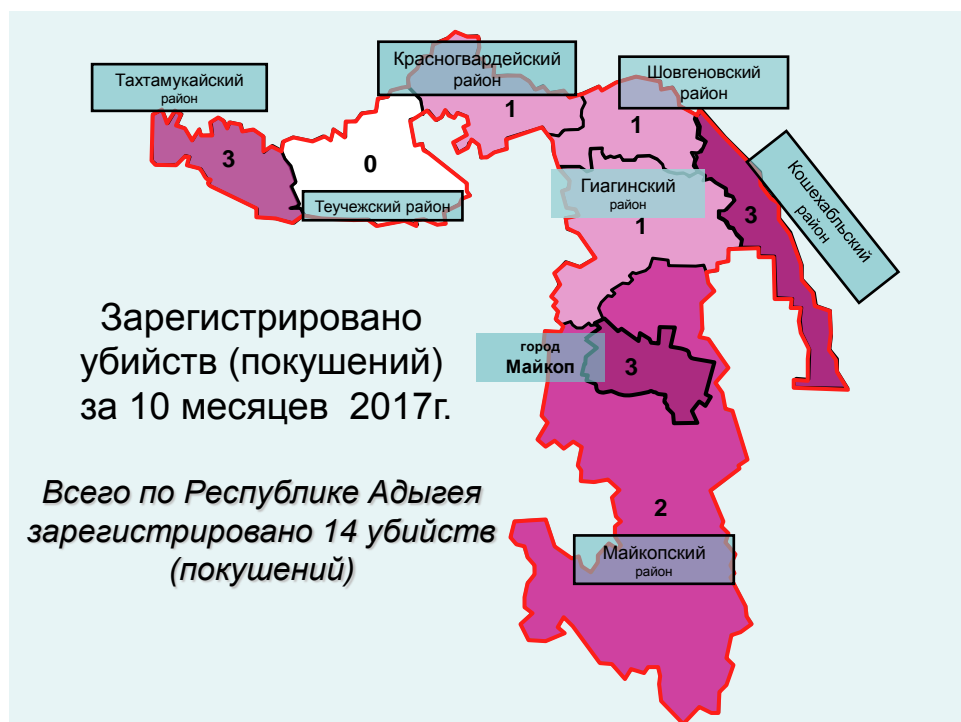 Красногвардейский
район
Шовгеновский
район
Тахтамукайский
район
1
1
3
0
Теучежский район
Гиагинский
район
1
Кошехабльский
район
3
Зарегистрировано
убийств (покушений)
за 10 месяцев 2017г.
город
Майкоп
3
Всего по Республике Адыгея
зарегистрировано 14 убийств
(покушений)
2
Майкопский
район